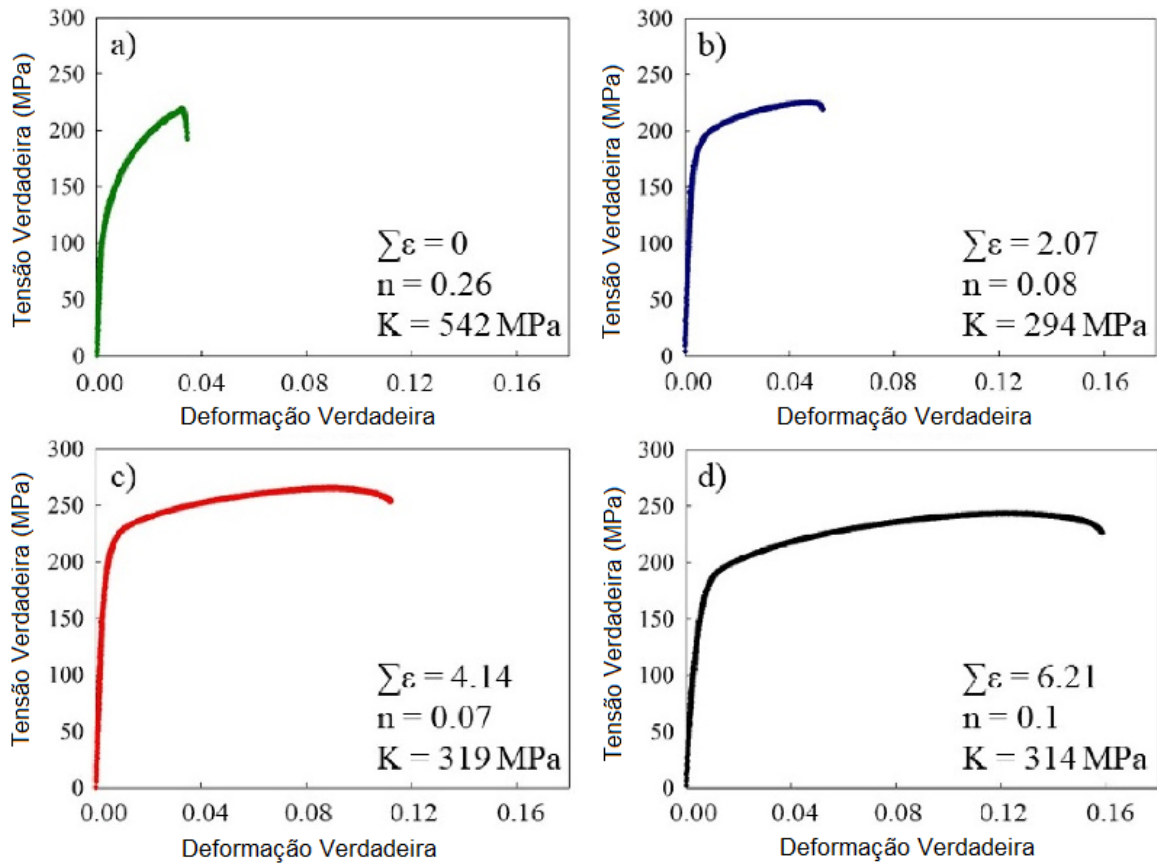 300
250
200
150
100
50
0
Tensão Verdadeira (MPa)
a)
∑ε = 0
n = 0.26
K = 542 MPa
0.00 0.04 0.08 0.12 0.16
Deformação Verdadeira
300
250
200
150
100
50
0
Tensão Verdadeira (MPa)
b)
∑ε = 2.07
n = 0.08
K = 294 MPa
0.00 0.04 0.08 0.12 0.16
Deformação Verdadeira
300
250
200
150
100
50
0
Tensão Verdadeira (MPa)
c)
∑ε = 4.14
n = 0.07
K = 319 MPa
0.00 0.04 0.08 0.12 0.16
Deformação Verdadeira
300
250
200
150
100
50
0
Tensão Verdadeira (MPa)
d)
∑ε = 6.21
n = 0.1
K = 314 MPa
0.00 0.04 0.08 0.12 0.16
Deformação Verdadeira